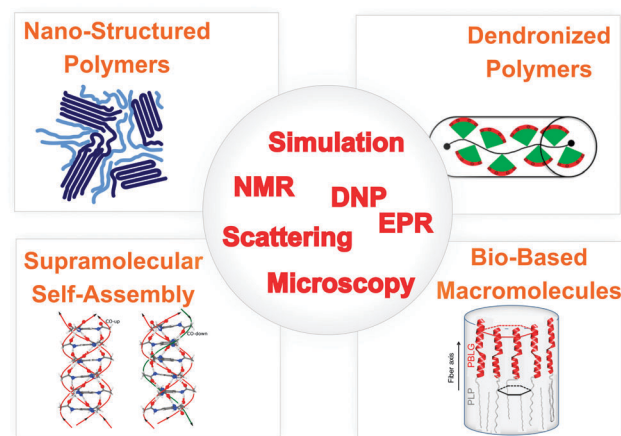 Nano-Structured
Polymers
Dendronized
Polymers
Simulation
NMR
DNP
EPR
Scattering
Microscopy
Supramolecular
Self-Assembly
CO-up
CO-down
Bio-Based
Macromolecules
Fiber axis
PBLG
PLP